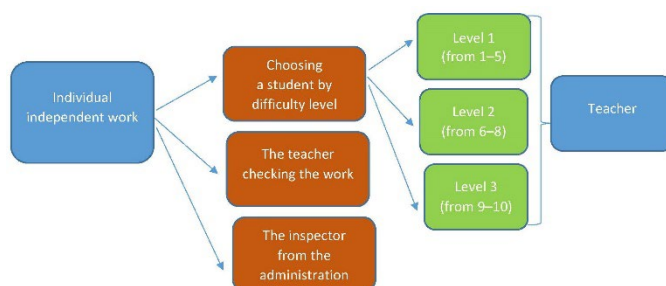 Individual
independent work
Choosing
a student by
difficulty level
The teacher
checking the work
The inspector
from the
administration
Level 1
(from 1–5)
Level 2
(from 6–8)
Level 3
(from 9–10)
Teacher